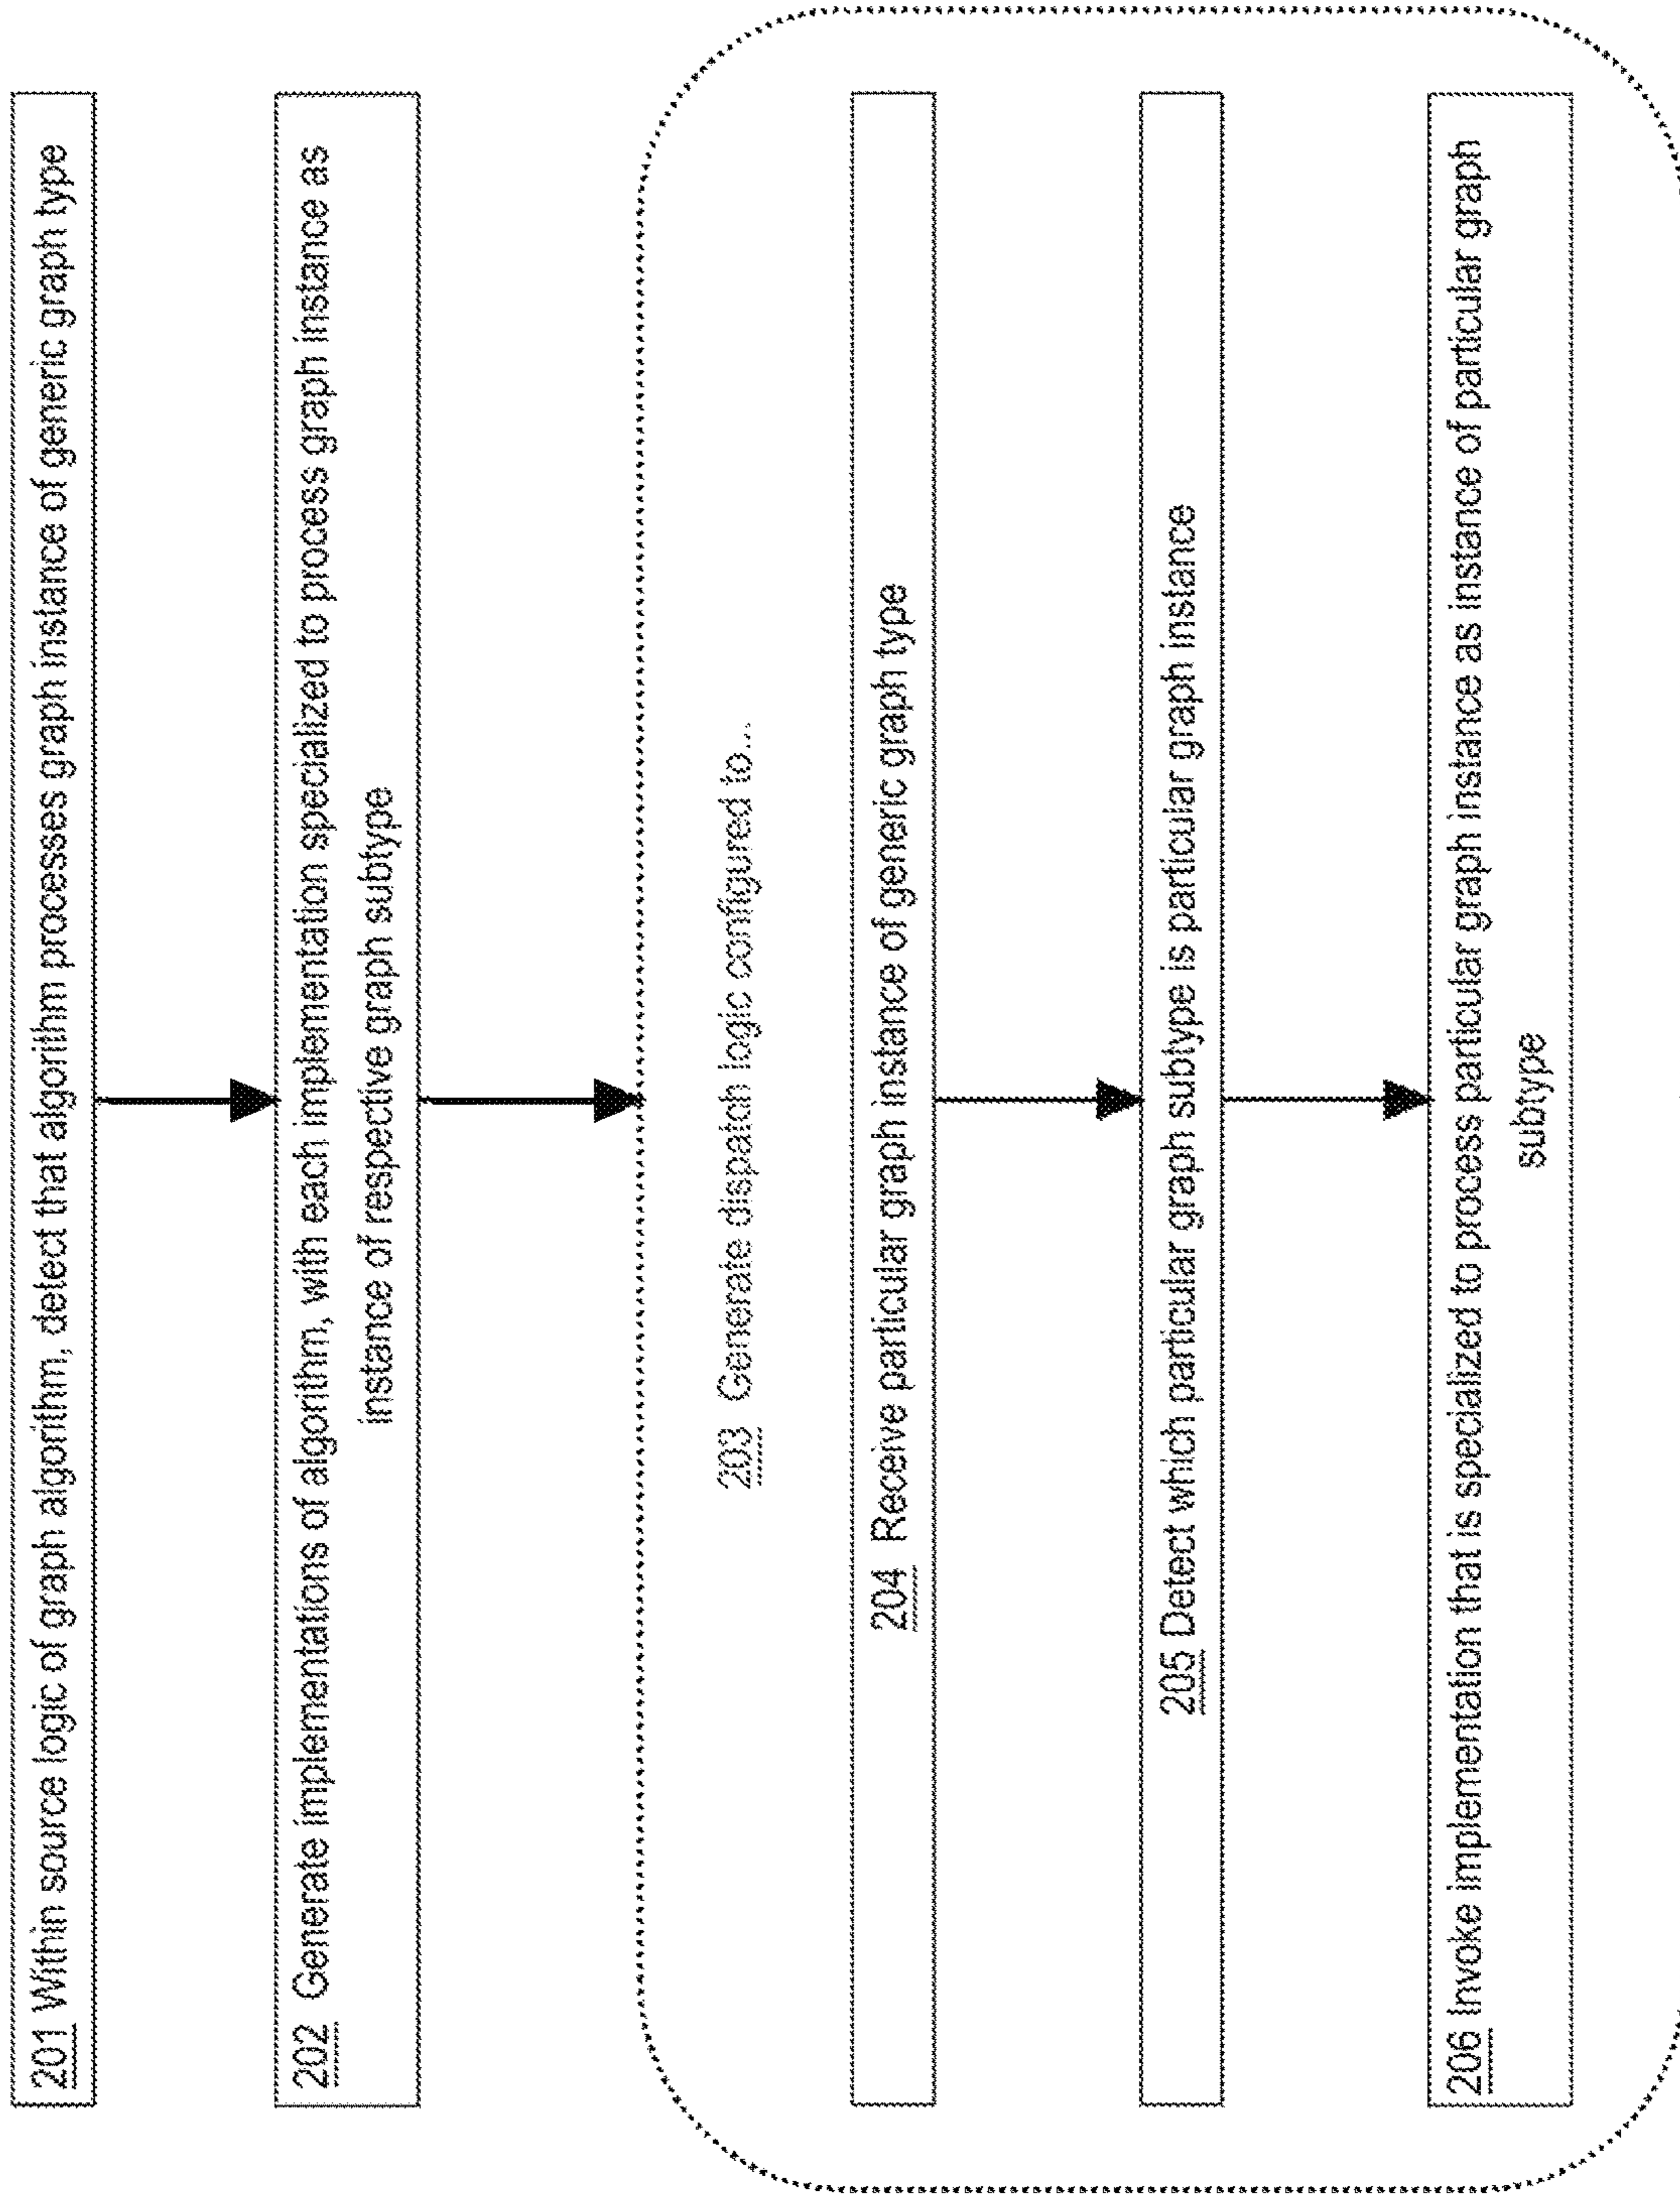 201 Within source logic of graph algorithm, detect that algorithm processes graph instance of generic graph type
202 Generate implementations of algorithm, with each implementation specialized to process graph instance as
instance of respective graph subtype
203 Generate dispatch logic configured to...
204 Receive particular graph instance of generic graph type
205 Detect which particular graph subtype is particular graph instance
206 Invoke implementation that is specialized to process particular graph instance as instance of particular graph
subtype